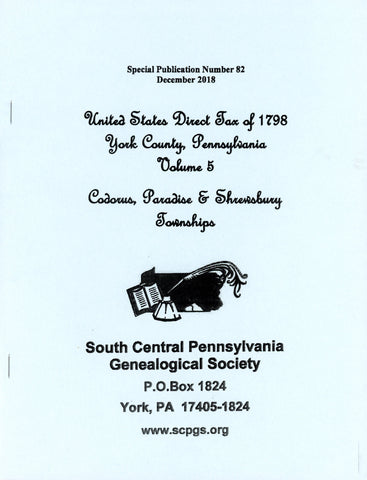 Special Publication Number 82
December 2018
United States Direct Tax of 1798
York County, Pennsylvania
Volume 5
Codorus, Paradise & Shrewsbury
Townships
South Central Pennsylvania
Genealogical Society
P.O.Box 1824
York, PA 17405-1824
www.scpgs.org